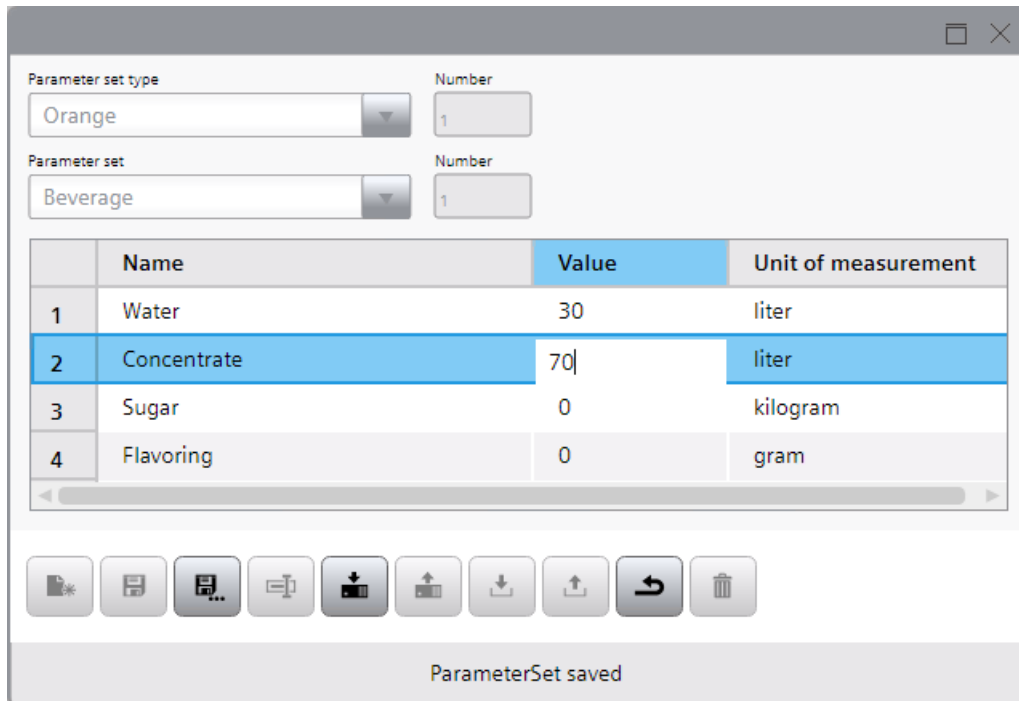 Parameter set type Number
Orange 1
Parameter set Number
Beverage 1
Name Value Unit of measurement
1 Water 30 liter
2 Concentrate 70 liter
3 Sugar 0 kilogram
4 Flavoring 0 gram
ParameterSet saved